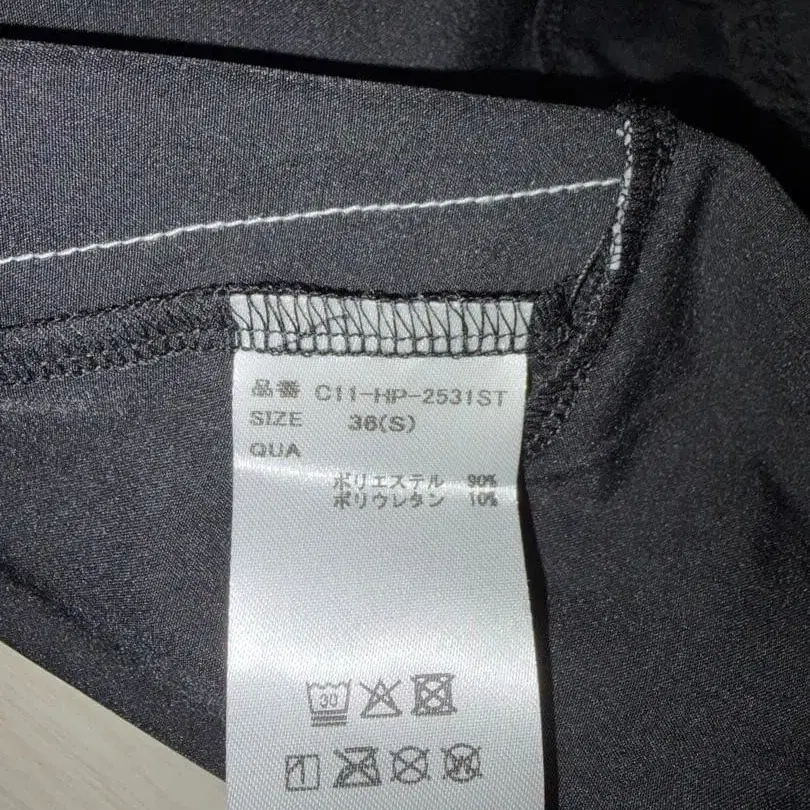 品番 C11-HP-2531ST
SIZE 36(S)
QUA
ポリエステル 90%
ポリウレタン 10%
30